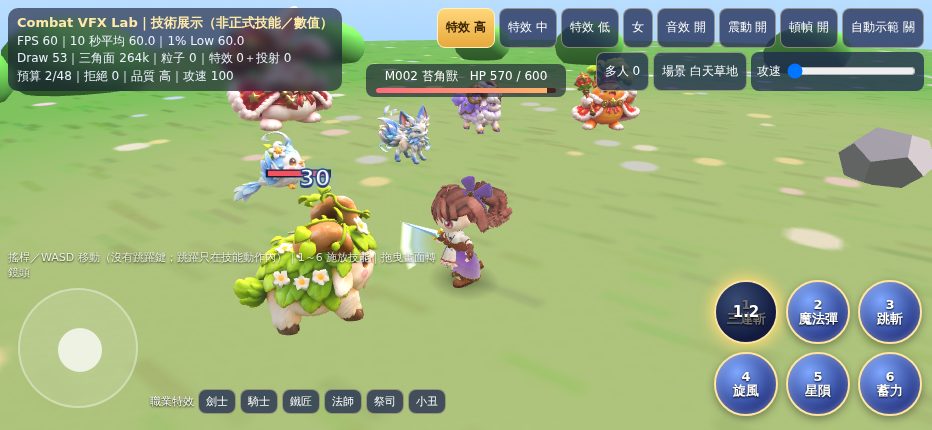 Combat VFX Lab｜技術展示（非正式技能／數值）
FPS 60｜10 秒平均 60.0｜1% Low 60.0
Draw 53｜三角面 264k｜粒子 0｜特效 0＋投射 0
預算 2/48｜拒絕 0｜品質 高｜攻速 100
特效 高
特效 中
特效 低
女
音效 開
震動 開
頓幀 開
自動示範 關
多人 0
場景 白天草地
攻速
M002 苔角獸 HP 570 / 600
30
搖桿／WASD 移動（沒有跳躍鍵；跳躍只在技能動作內）｜1～6 施放技能｜拖曳畫面轉
鏡頭
1
1.2
三連斬
2
魔法彈
3
跳斬
4
旋風
5
星隕
6
蓄力
職業特效
劍士
騎士
鐵匠
法師
祭司
小丑